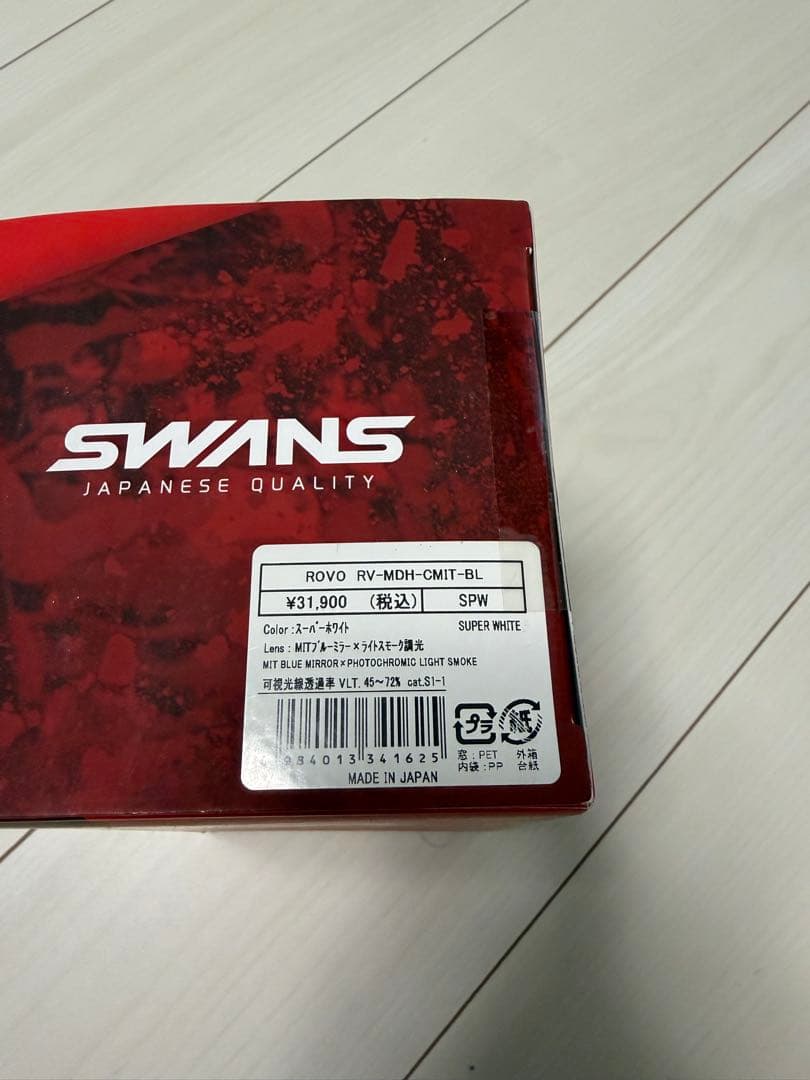 SWANS
JAPANESE QUALITY
ROVO RV-MDH-CMIT-BL
¥31,900 (税込) SPW
Color :スーパーホワイト SUPER WHITE
Lens : MITブルーミラー×ライトスモーク調光
MIT BLUE MIRROR×PHOTOCHROMIC LIGHT SMOKE
可視光線透過率 VLT. 45~72% cat.S1-1
プラ 紙
4 984013 341625
窓:PET 外箱
内袋:PP 台紙
MADE IN JAPAN